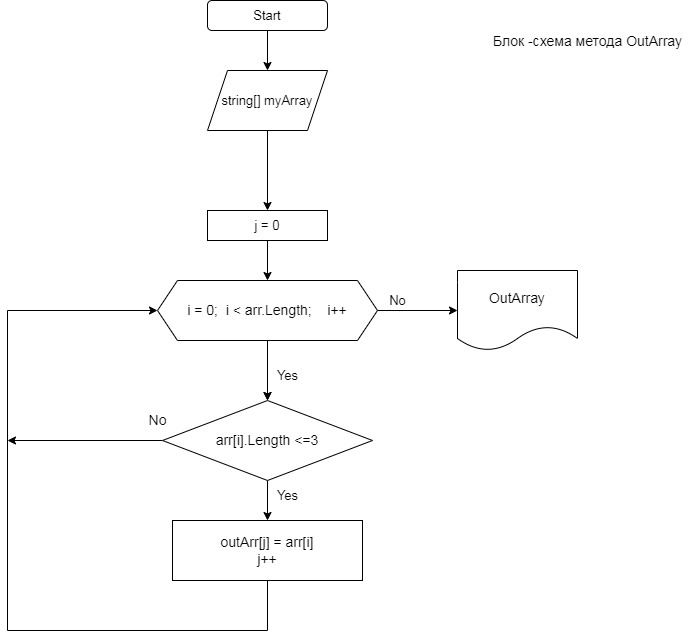 Start
Блок -схема метода OutArray
string[] myArray
j = 0
i = 0;  i < arr.Length;    i++
No
OutArray
Yes
No
arr[i].Length <=3
Yes
outArr[j] = arr[i]
j++